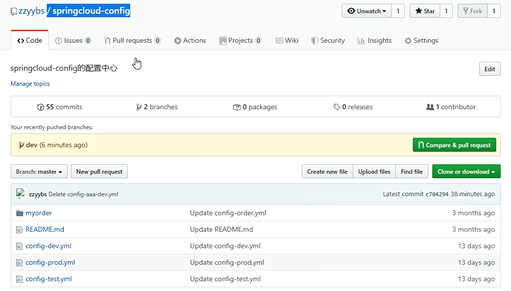 zzyybs / springcloud-config
Unwatch 1 Star 1 Fork 1
Code Issues 0 Pull requests 0 Actions Projects 0 Wiki Security Insights Settings
springcloud-config的配置中心 Edit
Manage topics
55 commits 2 branches 0 packages 0 releases 1 contributor
Your recently pushed branches:
dev (6 minutes ago) Compare & pull request
Branch: master New pull request Create new file Upload files Find file Clone or download
zzyybs Delete config-aaa-dev.yml Latest commit c704294 38 minutes ago
myorder Update config-order.yml 3 months ago
README.md Update README.md 3 months ago
config-dev.yml Update config-dev.yml 13 days ago
config-prod.yml Update config-prod.yml 13 days ago
config-test.yml Update config-test.yml 13 days ago